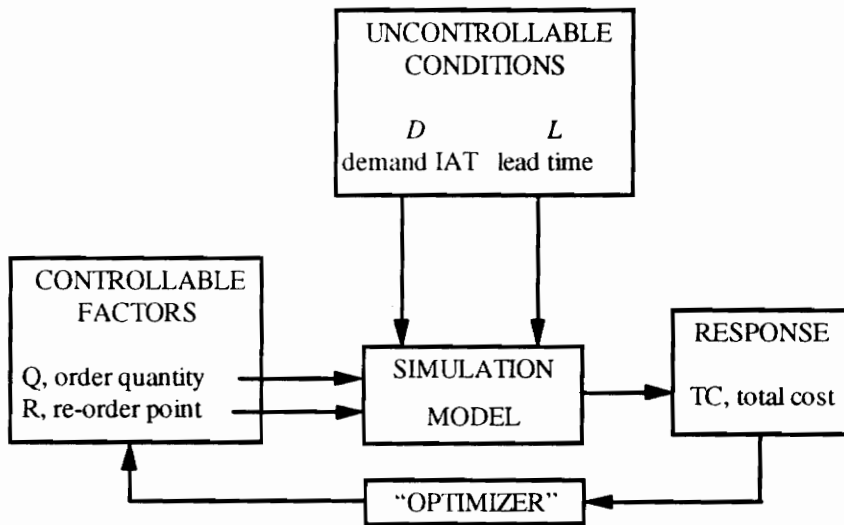 UNCONTROLLABLE
CONDITIONS
D L
demand IAT lead time
CONTROLLABLE
FACTORS
Q, order quantity
R, re-order point
SIMULATION
MODEL
RESPONSE
TC, total cost
“OPTIMIZER”